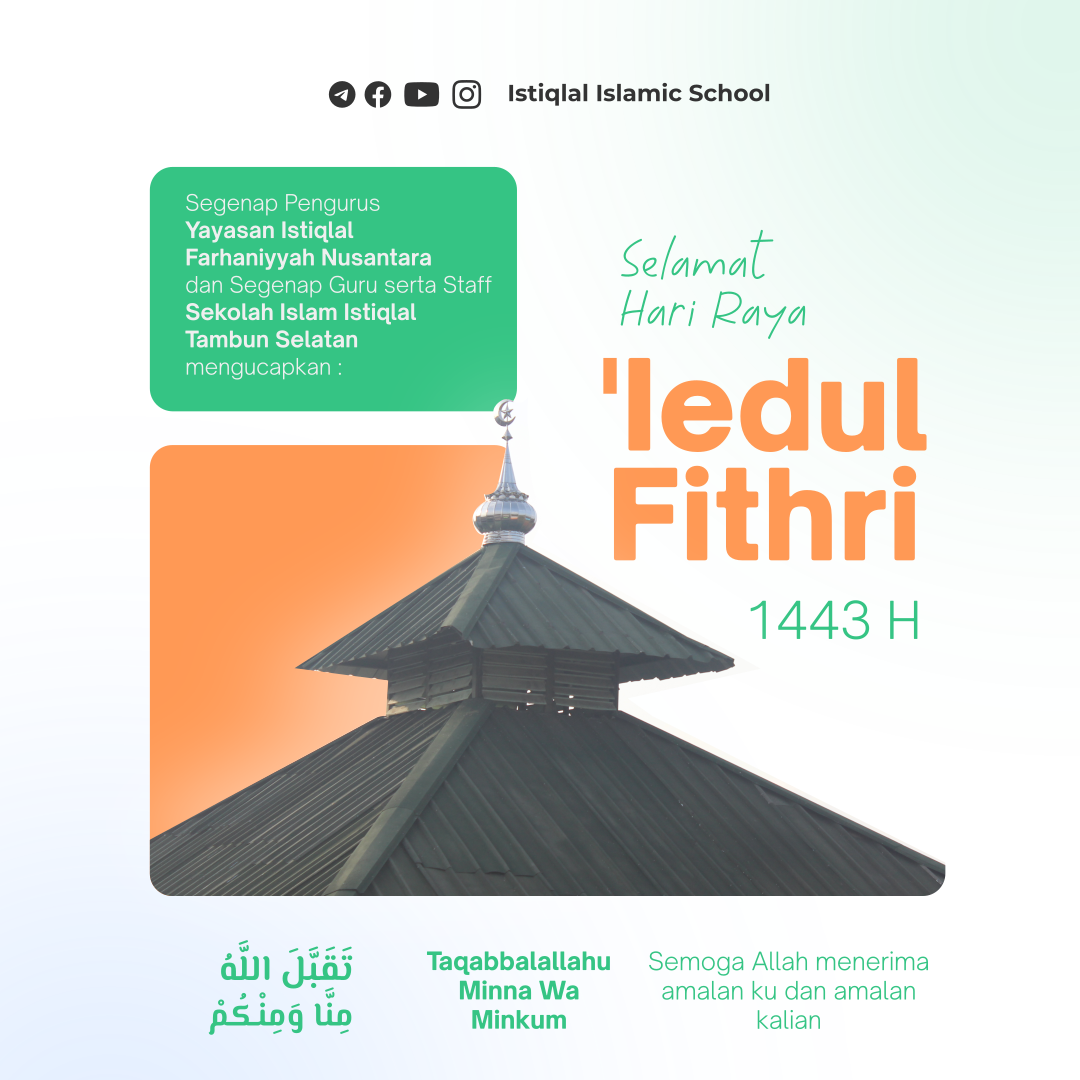 Istiqlal Islamic School
Segenap Pengurus
Yayasan Istiqlal
Farhaniyyah Nusantara
dan Segenap Guru serta Staff
Sekolah Islam Istiqlal
Tambun Selatan
mengucapkan :
Selamat
Hari Raya
'Iedul
Fithri
1443 H
تَقَبَّلَ اللَّهُ
مِنَّا وَمِنْكُمْ
Taqabbalallahu
Minna Wa
Minkum
Semoga Allah menerima
amalan ku dan amalan
kalian